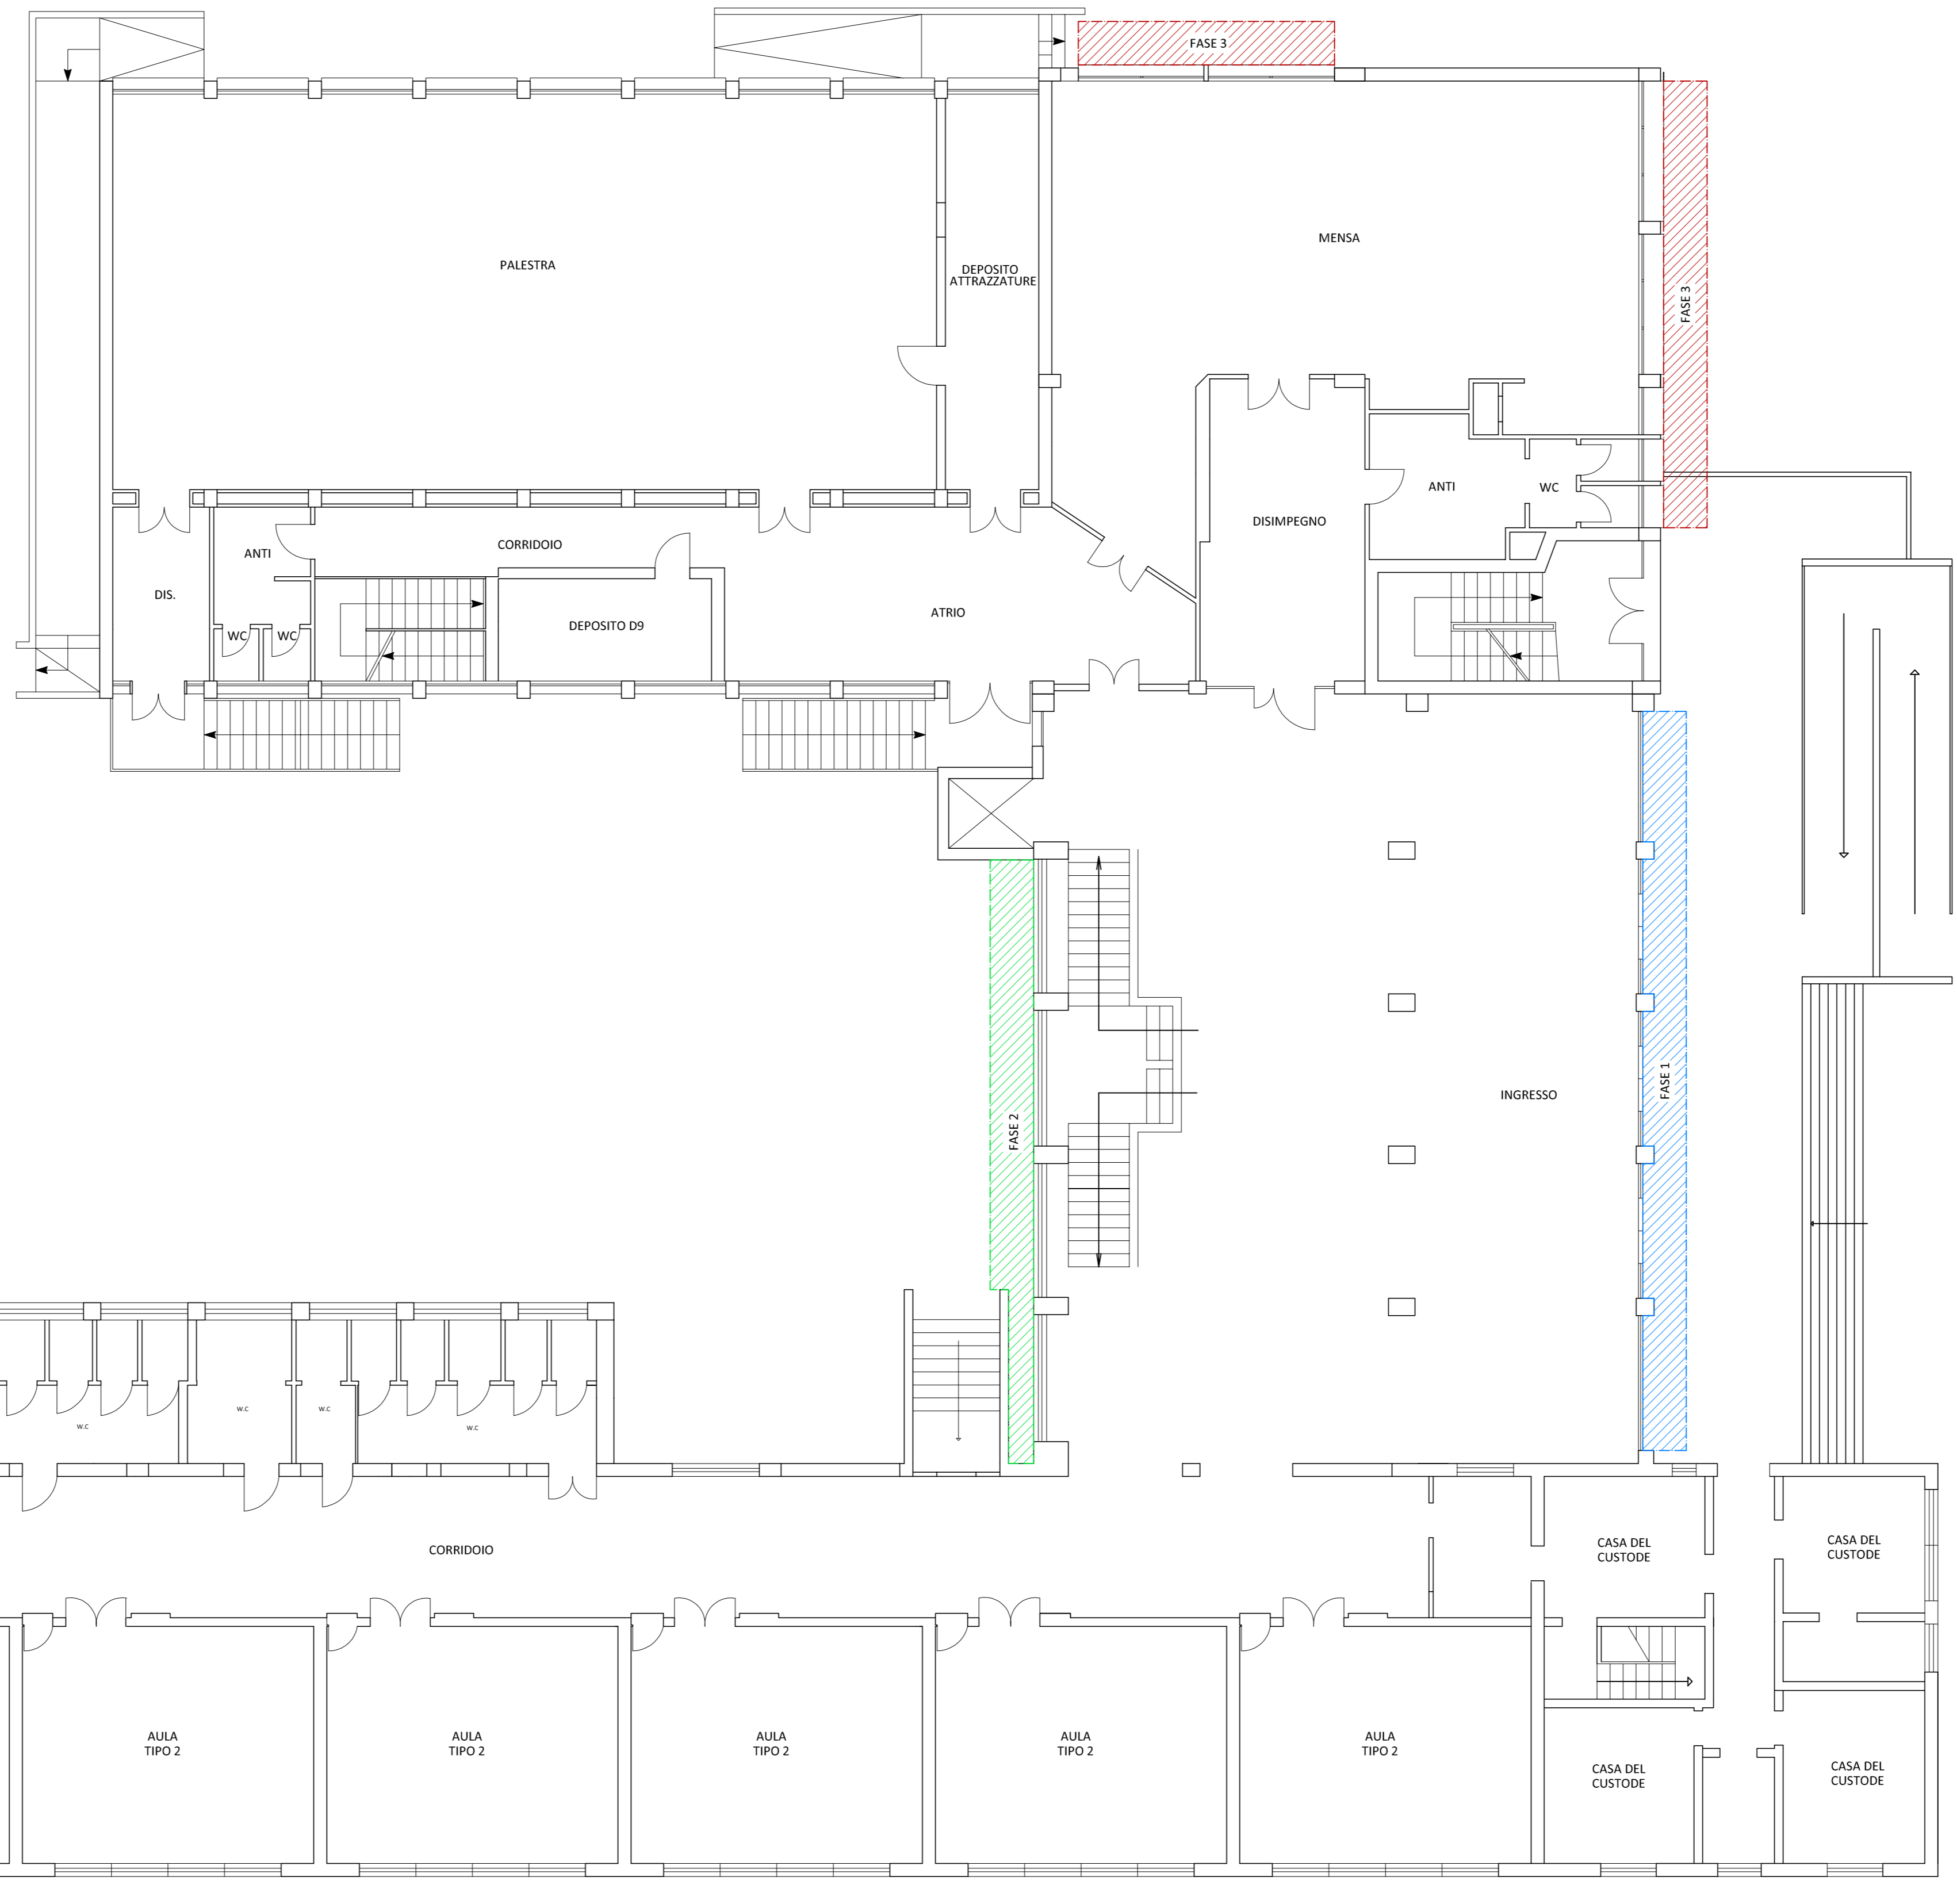 FASE 3
MENSA
PALESTRA
DEPOSITO
ATTRAZZATURE
FASE 3
ANTI
WC
DISIMPEGNO
CORRIDOIO
ANTI
DIS.
ATRIO
DEPOSITO D9
WC
WC
FASE 1
INGRESSO
FASE 2
w.c
w.c
w.c
w.c
CORRIDOIO
CASA DEL
CUSTODE
CASA DEL
CUSTODE
AULA
TIPO 2
AULA
TIPO 2
AULA
TIPO 2
AULA
TIPO 2
AULA
TIPO 2
CASA DEL
CUSTODE
CASA DEL
CUSTODE